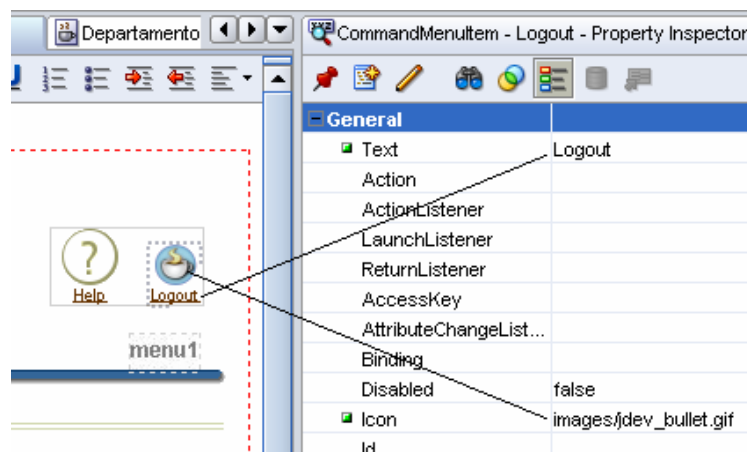 Departamento
CommandMenuItem - Logout - Property Inspector
General
Text Logout
Action
ActionListener
LaunchListener
ReturnListener
AccessKey
AttributeChangeList...
Binding
Disabled false
Icon images/jdev_bullet.gif
Id
Help Logout
menu1